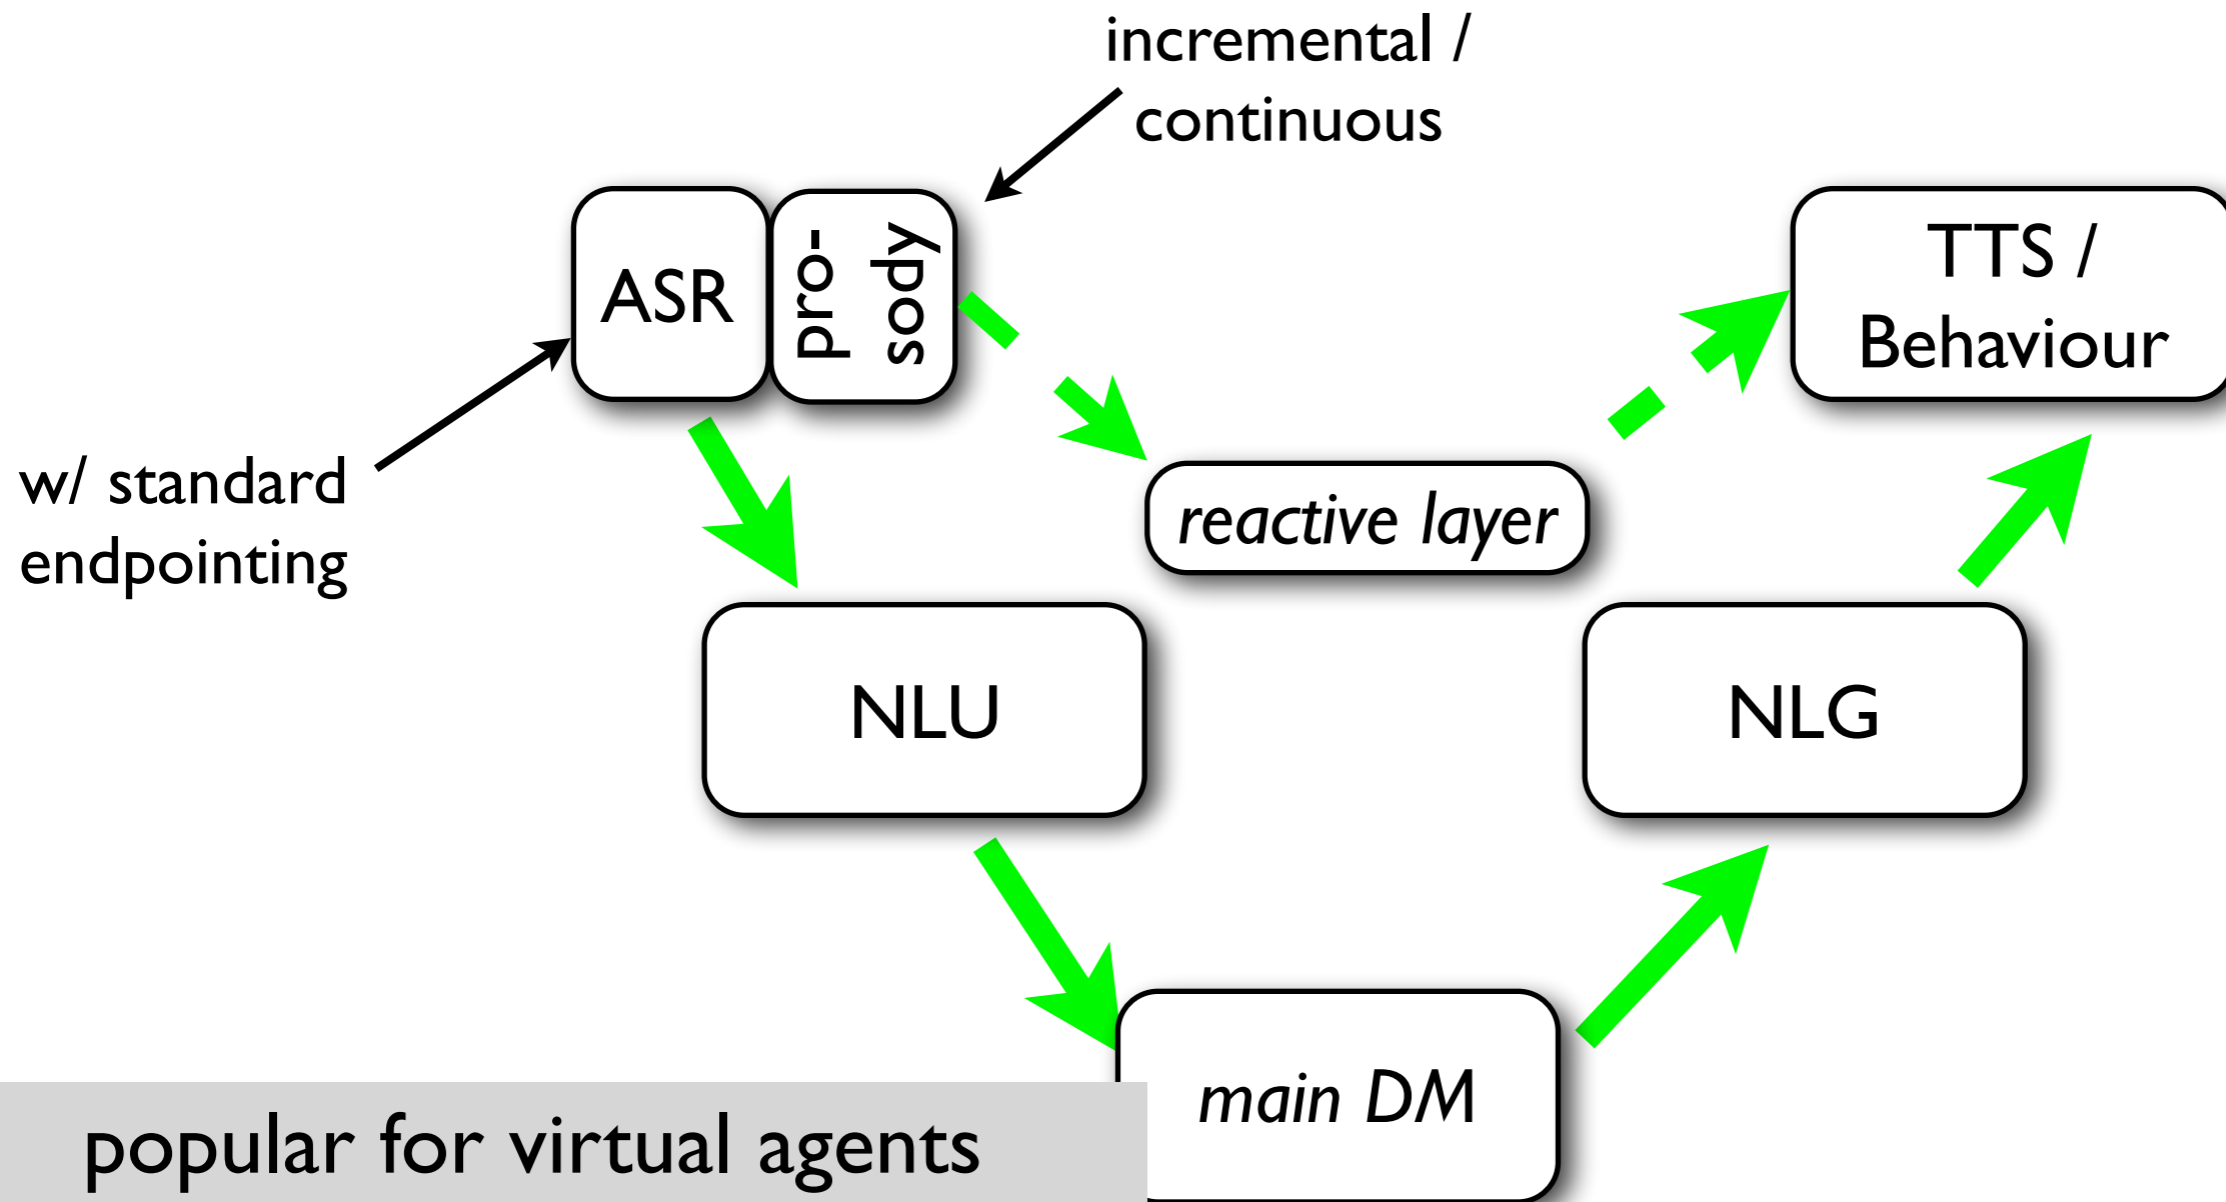 incremental /
continuous
ASR
pro-
sody
TTS /
Behaviour
w/ standard
endpointing
reactive layer
NLU
NLG
main DM
popular for virtual agents